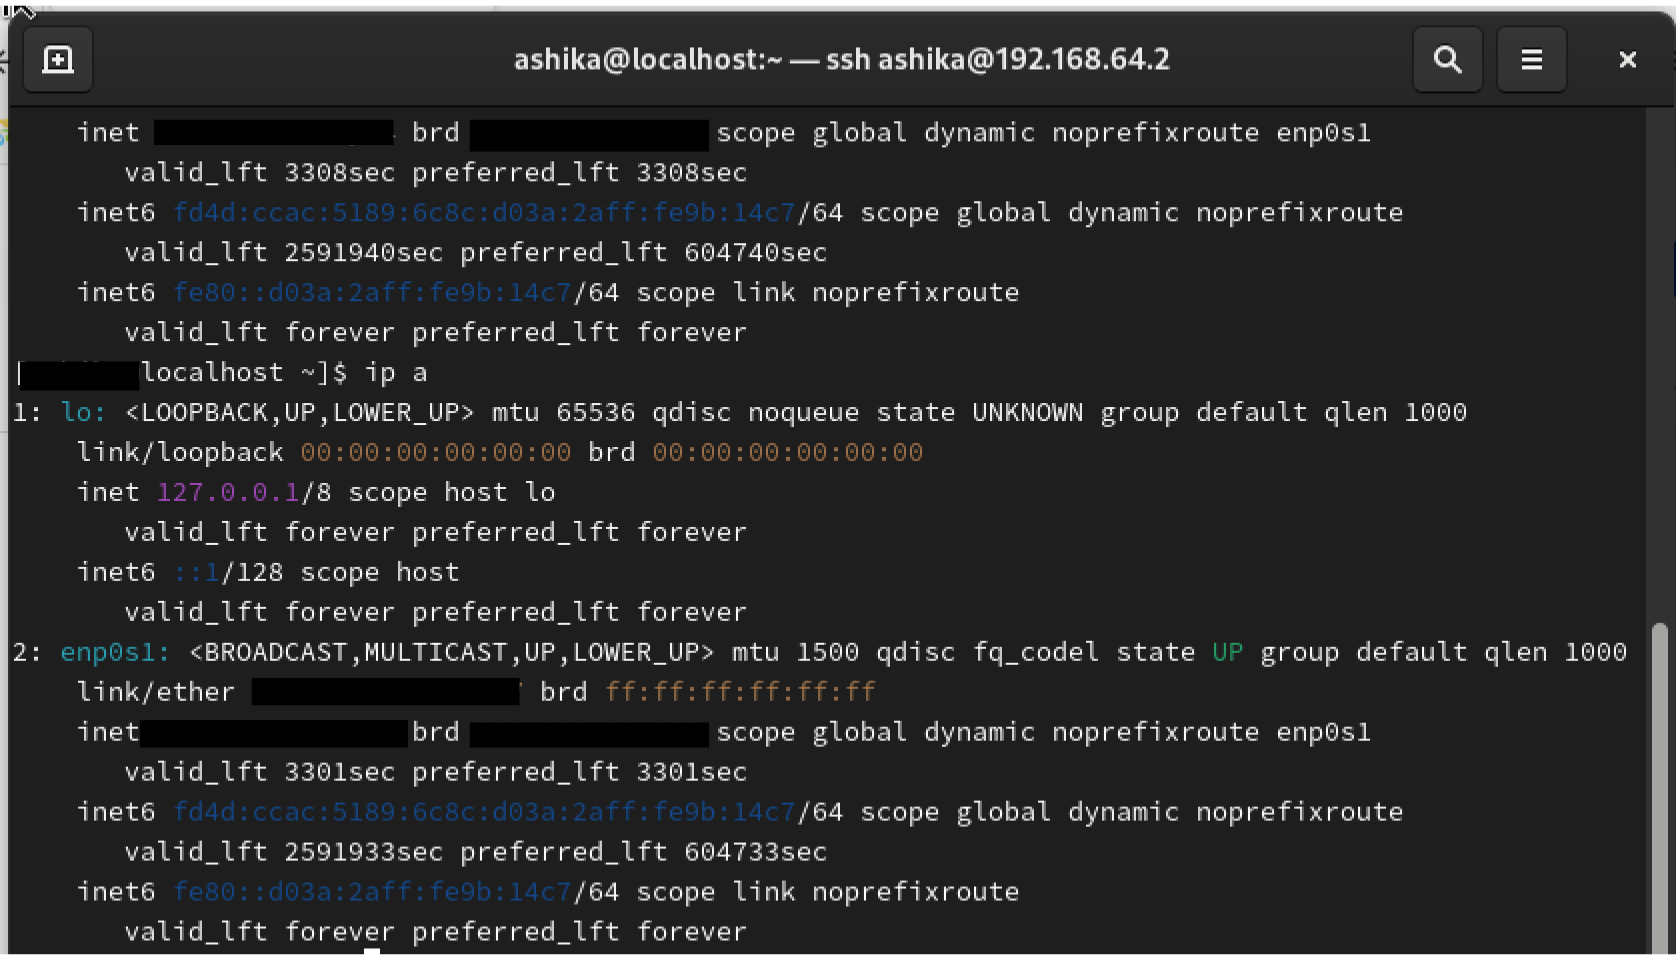 ashika@localhost:~ — ssh ashika@192.168.64.2
inet brd scope global dynamic noprefixroute enp0s1
valid_lft 3308sec preferred_lft 3308sec
inet6 fd4d:ccac:5189:6c8c:d03a:2aff:fe9b:14c7/64 scope global dynamic noprefixroute
valid_lft 2591940sec preferred_lft 604740sec
inet6 fe80::d03a:2aff:fe9b:14c7/64 scope link noprefixroute
valid_lft forever preferred_lft forever
[ localhost ~]$ ip a
1: lo: <LOOPBACK,UP,LOWER_UP> mtu 65536 qdisc noqueue state UNKNOWN group default qlen 1000
link/loopback 00:00:00:00:00:00 brd 00:00:00:00:00:00
inet 127.0.0.1/8 scope host lo
valid_lft forever preferred_lft forever
inet6 ::1/128 scope host
valid_lft forever preferred_lft forever
2: enp0s1: <BROADCAST,MULTICAST,UP,LOWER_UP> mtu 1500 qdisc fq_codel state UP group default qlen 1000
link/ether brd ff:ff:ff:ff:ff:ff
inet brd scope global dynamic noprefixroute enp0s1
valid_lft 3301sec preferred_lft 3301sec
inet6 fd4d:ccac:5189:6c8c:d03a:2aff:fe9b:14c7/64 scope global dynamic noprefixroute
valid_lft 2591933sec preferred_lft 604733sec
inet6 fe80::d03a:2aff:fe9b:14c7/64 scope link noprefixroute
valid_lft forever preferred_lft forever